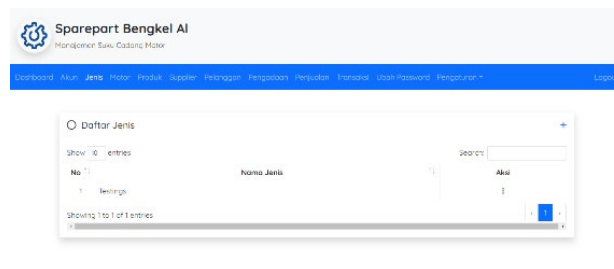 Sparepart Bengkel AI
Manajemen Suku Cadang Motor
Dashboard Akun Jenis Motor Produk Supplier Pelanggan Pengadaan Penjualan Transaksi Ubah Password Pengaturan Logout
Daftar Jenis +
Show 10 entries Search:
No Nama Jenis Aksi
1 Testings
Showing 1 to 1 of 1 entries ‹ 1 ›